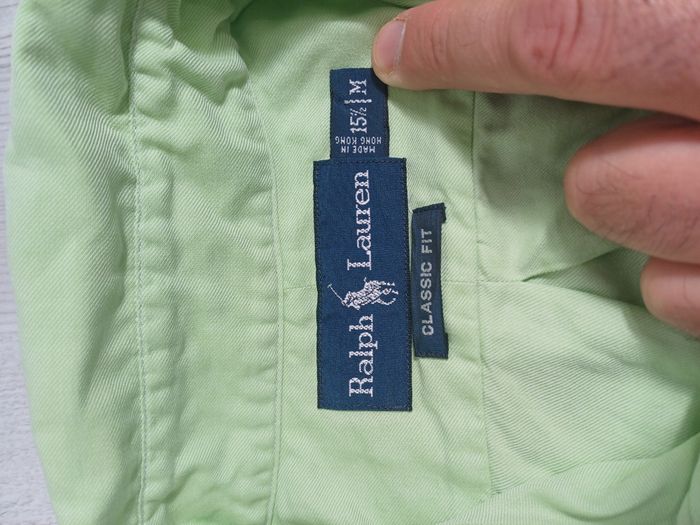 Ralph Lauren
MADE IN
HONG KONG
15½ M
CLASSIC FIT